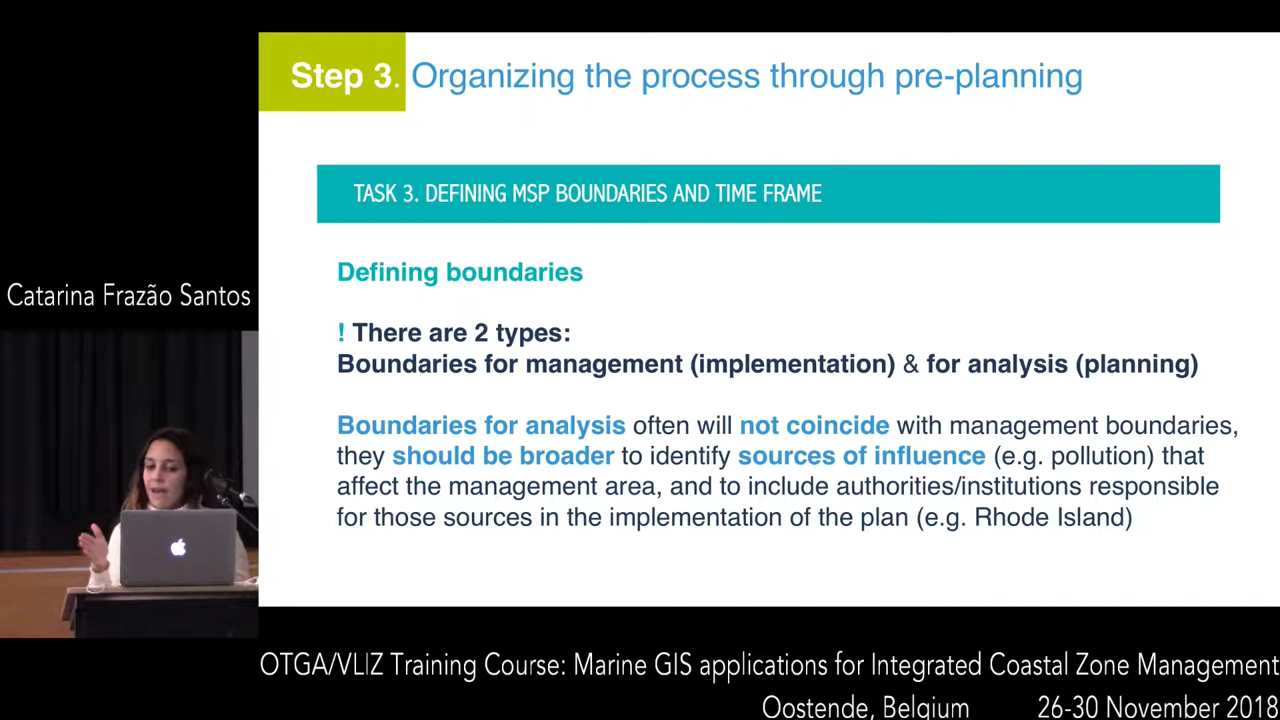 Step 3. Organizing the process through pre-planning
TASK 3. DEFINING MSP BOUNDARIES AND TIME FRAME
Defining boundaries
! There are 2 types:
Boundaries for management (implementation) & for analysis (planning)
Boundaries for analysis often will not coincide with management boundaries,
they should be broader to identify sources of influence (e.g. pollution) that
affect the management area, and to include authorities/institutions responsible
for those sources in the implementation of the plan (e.g. Rhode Island)
Catarina Frazão Santos
OTGA/VLIZ Training Course: Marine GIS applications for Integrated Coastal Zone Management
Oostende, Belgium 26-30 November 2018